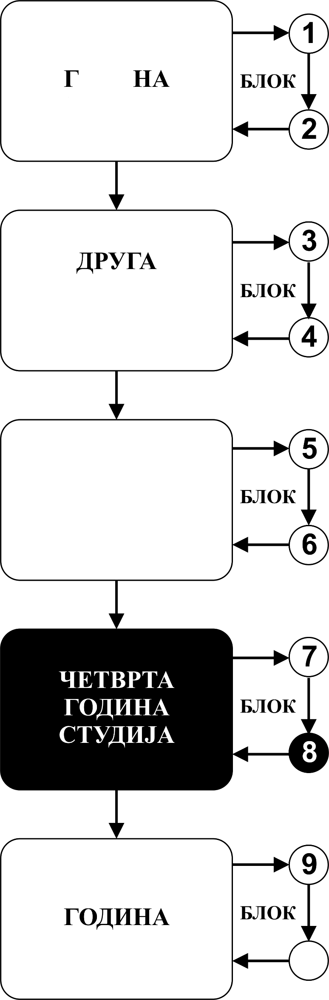 1
Г НА
БЛОК
2
3
ДРУГА
БЛОК
4
5
БЛОК
6
7
ЧЕТВРТА
ГОДИНА
СТУДИЈА
БЛОК
8
9
ГОДИНА
БЛОК